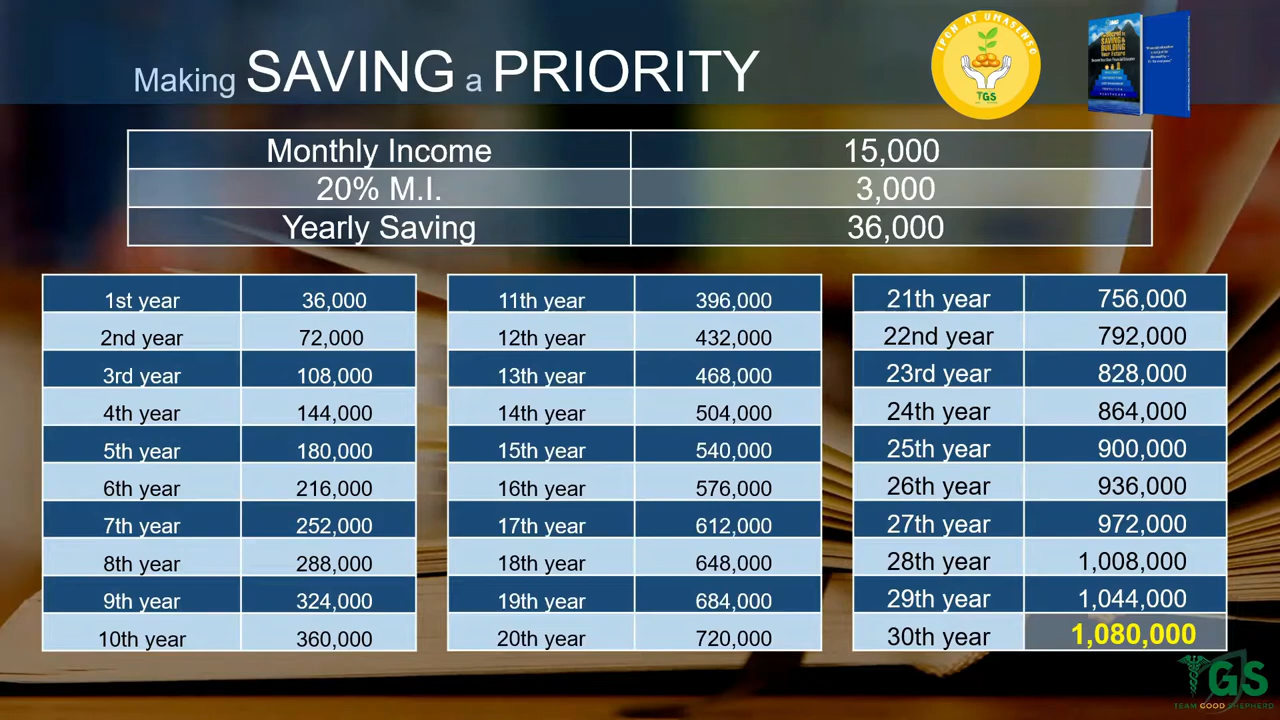 Making SAVING a PRIORITY
IPON AT UMASENSO
TGS
SAVING &
BUILDING
Your Future
Monthly Income 15,000
20% M.I. 3,000
Yearly Saving 36,000
1st year 36,000
2nd year 72,000
3rd year 108,000
4th year 144,000
5th year 180,000
6th year 216,000
7th year 252,000
8th year 288,000
9th year 324,000
10th year 360,000
11th year 396,000
12th year 432,000
13th year 468,000
14th year 504,000
15th year 540,000
16th year 576,000
17th year 612,000
18th year 648,000
19th year 684,000
20th year 720,000
21th year 756,000
22nd year 792,000
23rd year 828,000
24th year 864,000
25th year 900,000
26th year 936,000
27th year 972,000
28th year 1,008,000
29th year 1,044,000
30th year 1,080,000
TGS
TEAM GOOD SHEPHERD